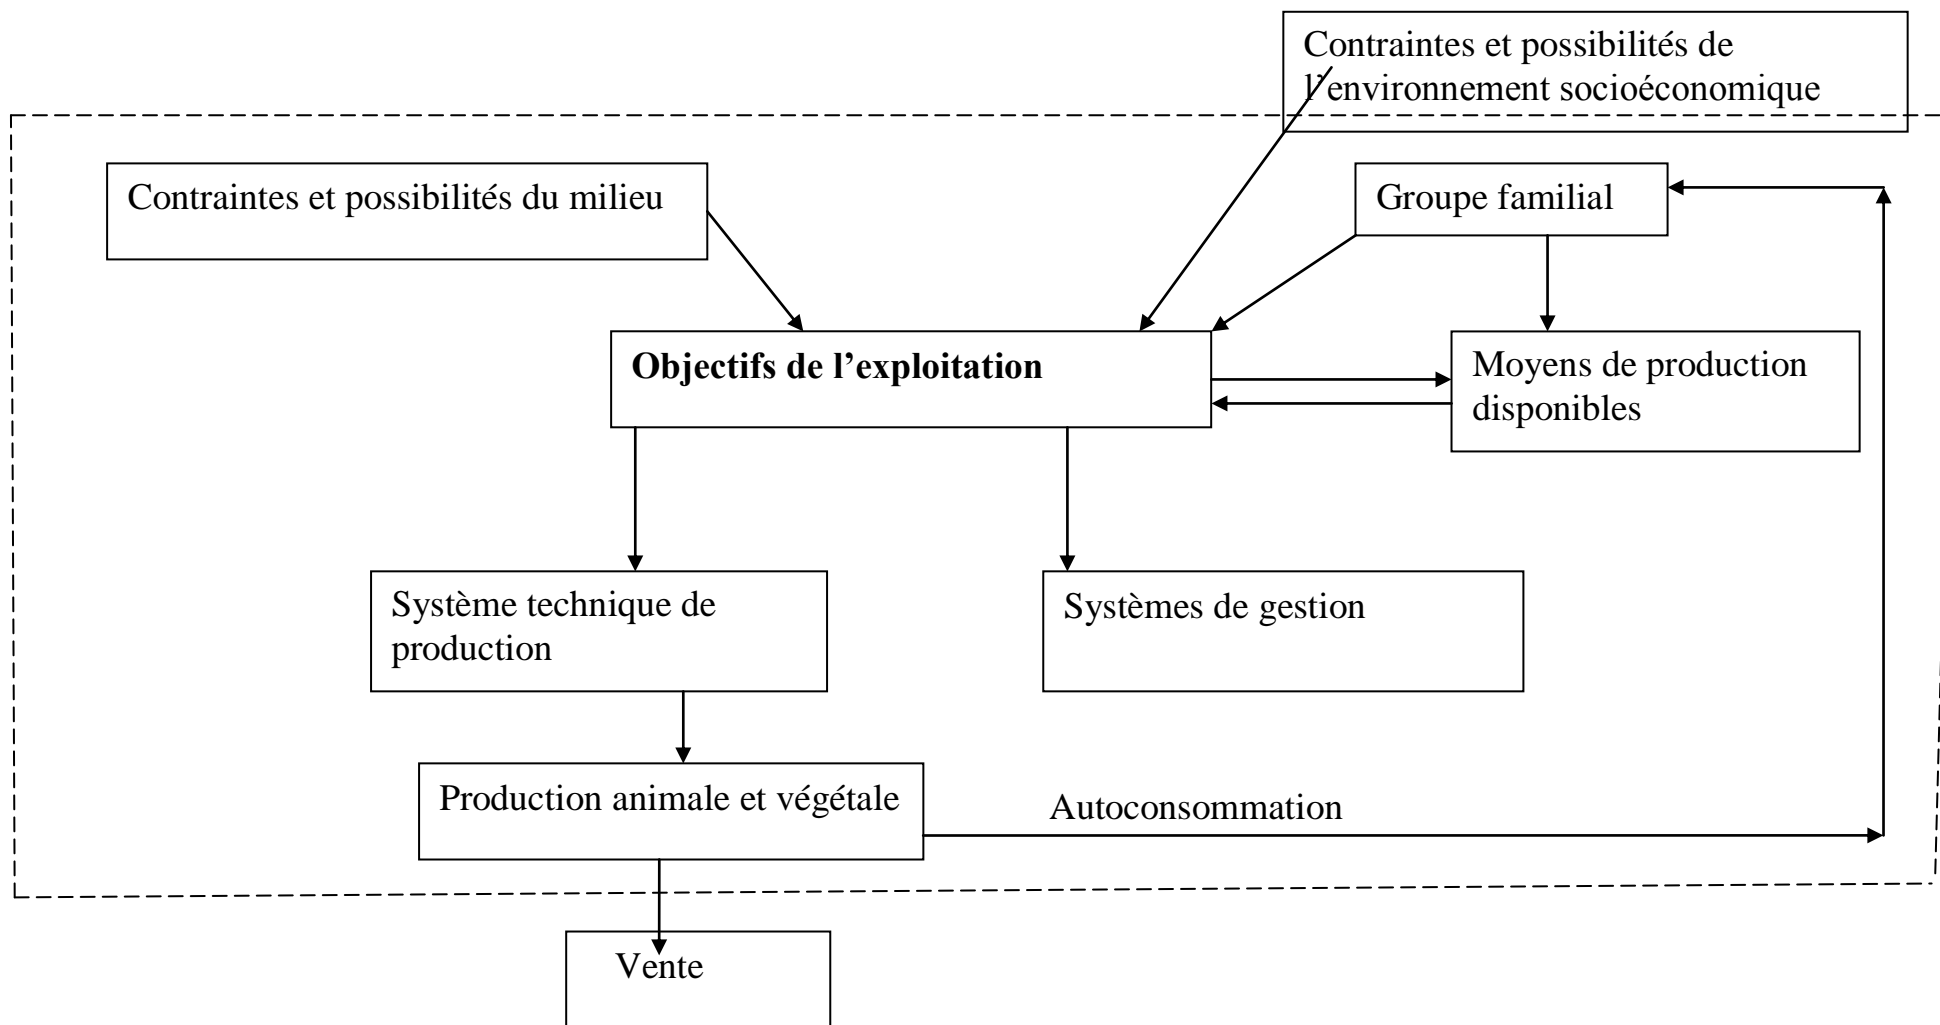 Contraintes et possibilités de
l’environnement socioéconomique
Contraintes et possibilités du milieu
Groupe familial
Objectifs de l’exploitation
Moyens de production
disponibles
Système technique de
production
Systèmes de gestion
Production animale et végétale
Autoconsommation
Vente